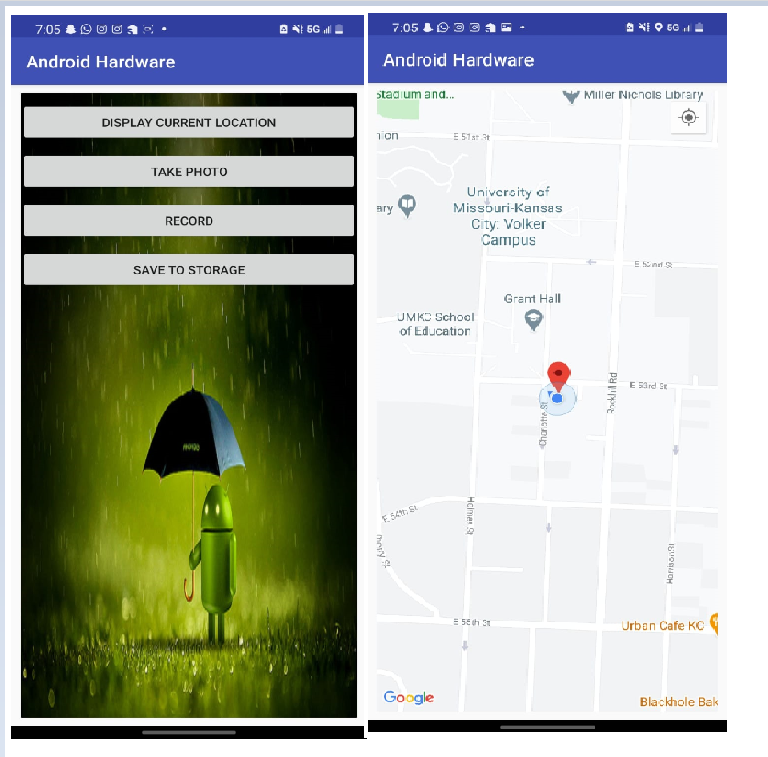 7:05
5G
Android Hardware
DISPLAY CURRENT LOCATION
TAKE PHOTO
RECORD
SAVE TO STORAGE
7:05
5G
Android Hardware
Stadium and...
Miller Nichols Library
nion
E 51st St
University of
Missouri-Kansas
City: Volker
Campus
ary
E 52nd St
Grant Hall
UMKC School
of Education
E 53rd St
Rockhill Rd
Charlotte St
E 54th St
Holmes St
Harrison St
E 55th St
Urban Cafe KC
Google
Blackhole Bak